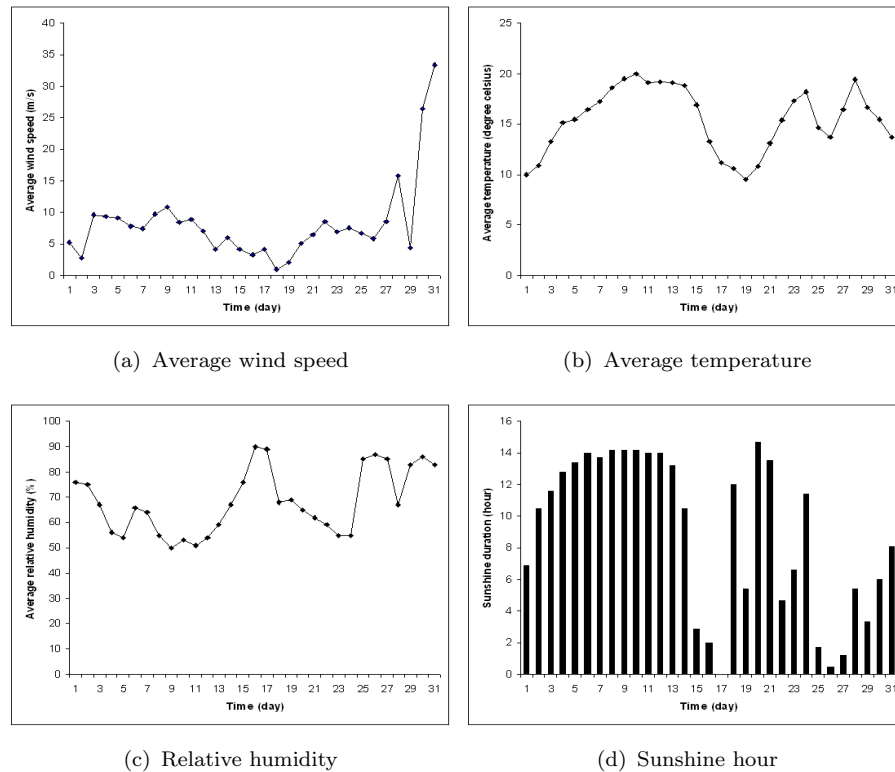 40
35
30
25
20
15
10
5
0
Average wind speed (m/s)
1 3 5 7 9 11 13 15 17 19 21 23 25 27 29 31
Time (day)
(a) Average wind speed
25
20
15
10
5
0
Average temperature (degree celsius)
1 3 5 7 9 11 13 15 17 19 21 23 25 27 29 31
Time (day)
(b) Average temperature
100
90
80
70
60
50
40
30
20
10
0
Average relative humidity (%)
1 3 5 7 9 11 13 15 17 19 21 23 25 27 29 31
Time (day)
(c) Relative humidity
16
14
12
10
8
6
4
2
0
Sunshine duration (hour)
1 3 5 7 9 11 13 15 17 19 21 23 25 27 29 31
Time (day)
(d) Sunshine hour